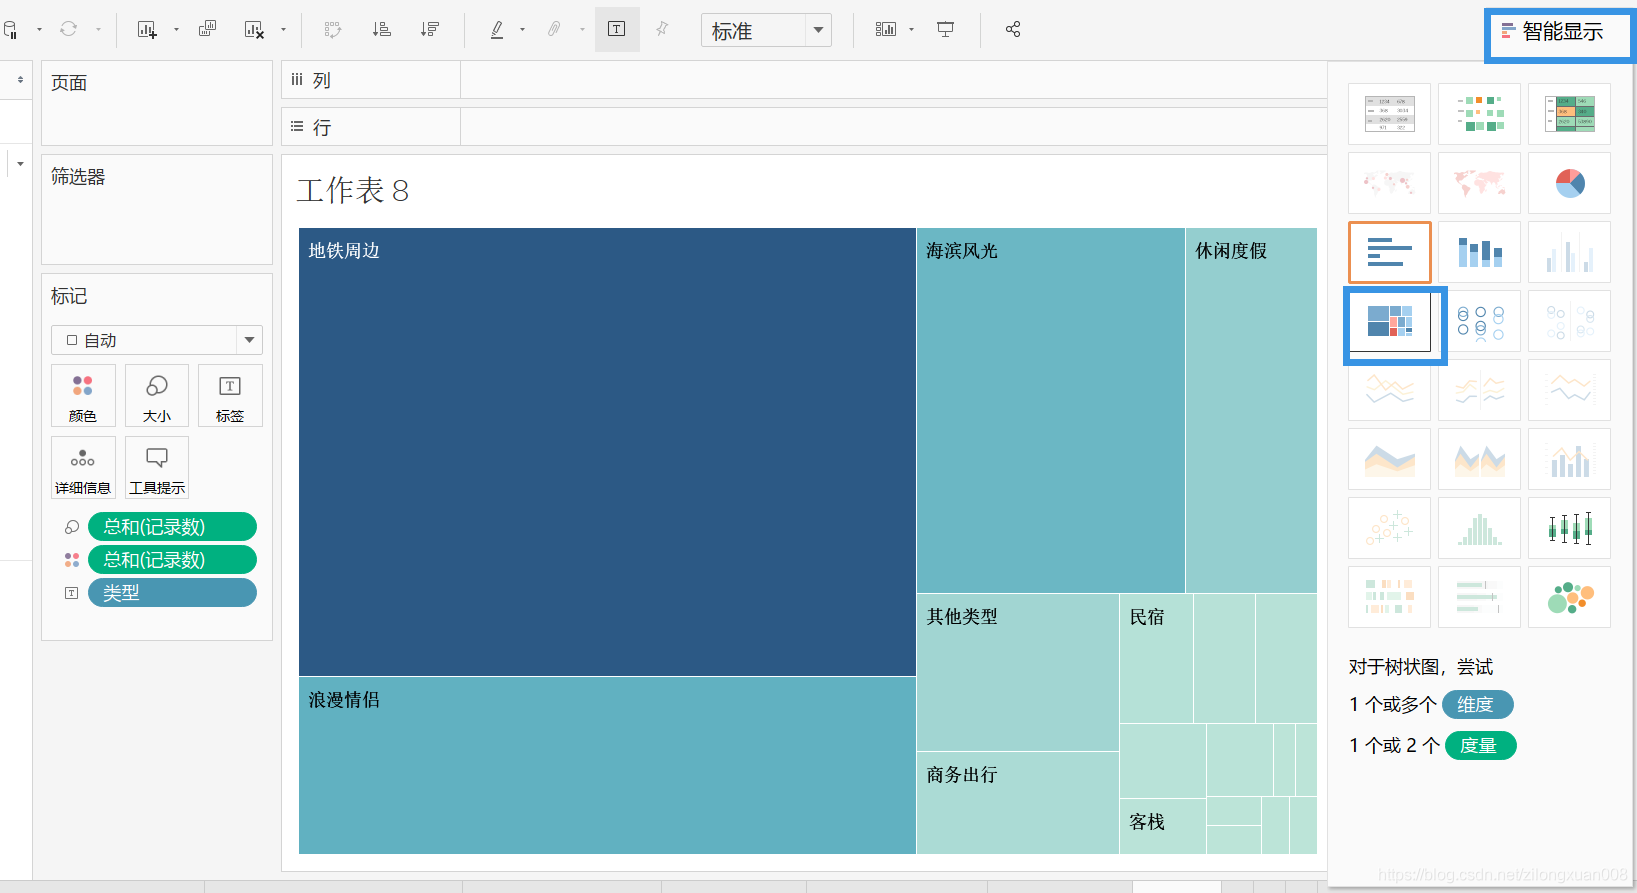 标准
智能显示
页面
iii 列
行
筛选器
工作表 8
地铁周边
海滨风光
休闲度假
标记
自动
颜色
大小
标签
详细信息
工具提示
总和(记录数)
总和(记录数)
类型
其他类型
民宿
浪漫情侣
商务出行
客栈
对于树状图，尝试
1 个或多个 维度
1 个或 2 个 度量
https://blog.csdn.net/zilongxuan008